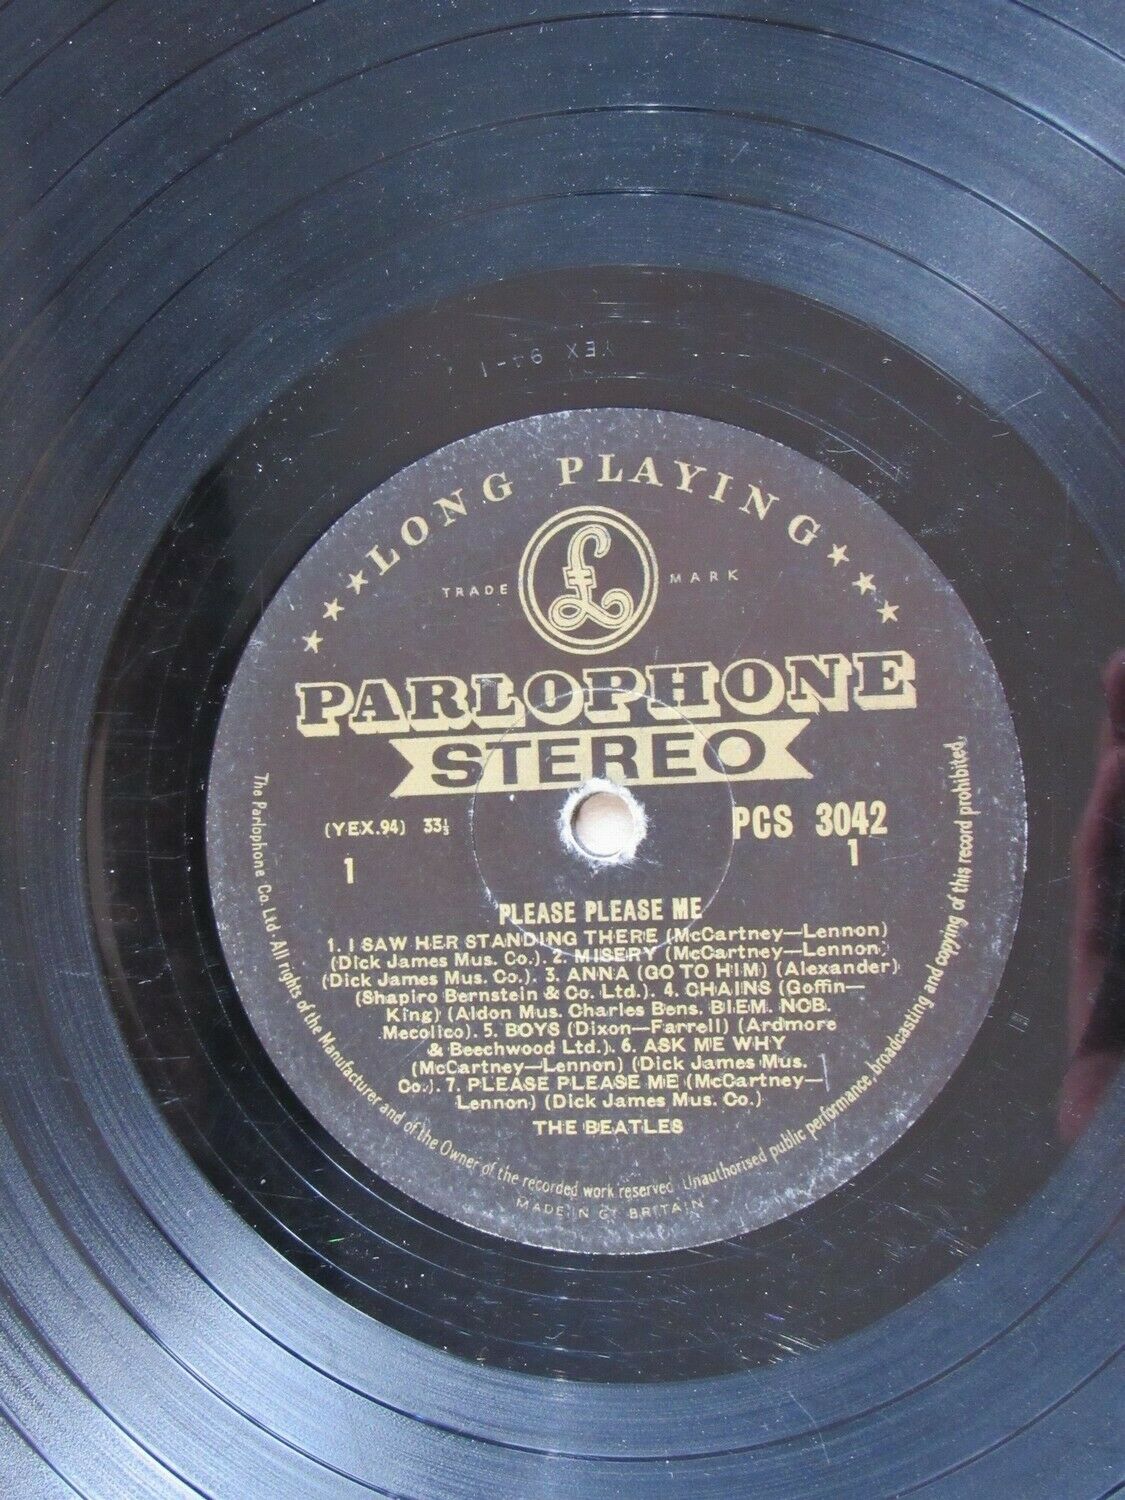 YEX 94-1
LONG PLAYING
TRADE MARK
£
PARLOPHONE
STEREO
(YEX.94) 33⅓
PCS 3042
1
1
PLEASE PLEASE ME
1. I SAW HER STANDING THERE (McCartney—Lennon)
(Dick James Mus. Co.). 2. MISERY (McCartney—Lennon)
(Dick James Mus. Co.). 3. ANNA (GO TO HIM) (Alexander)
(Shapiro Bernstein & Co. Ltd.). 4. CHAINS (Goffin—
King) (Aldon Mus. Charles Bens. BIEM. NCB.
Mecolico). 5. BOYS (Dixon—Farrell) (Ardmore
& Beechwood Ltd.). 6. ASK ME WHY
(McCartney—Lennon) (Dick James Mus.
Co.). 7. PLEASE PLEASE ME (McCartney—
Lennon) (Dick James Mus. Co.)
THE BEATLES
The Parlophone Co. Ltd. All rights of the Manufacturer and of the Owner of the recorded work reserved. Unauthorised public performance, broadcasting and copying of this record prohibited.
MADE IN GT. BRITAIN